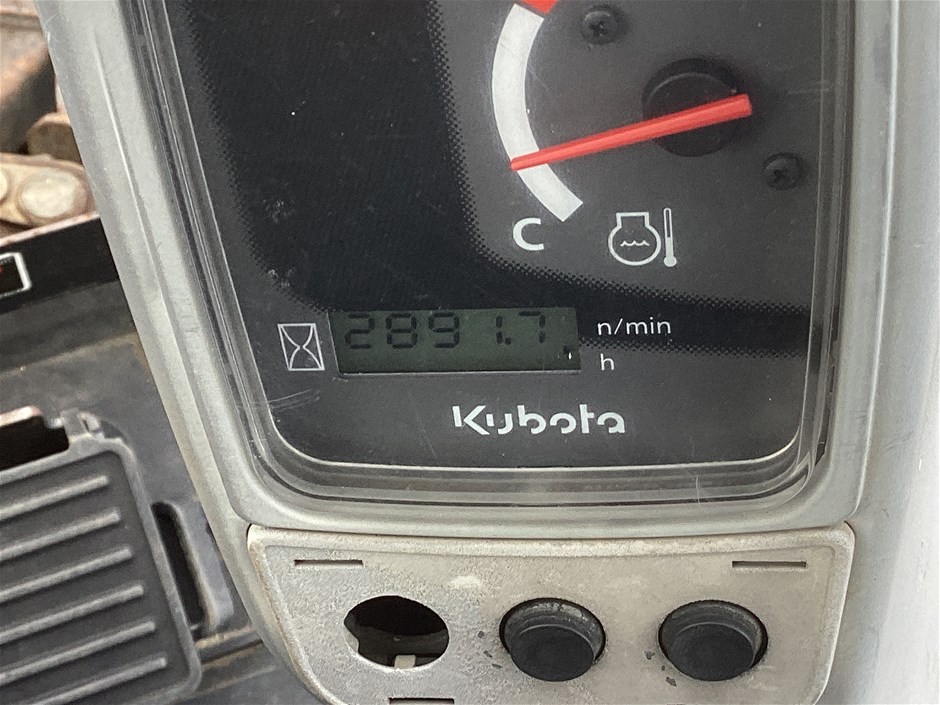 C
2891.7
n/min
h
Kubota